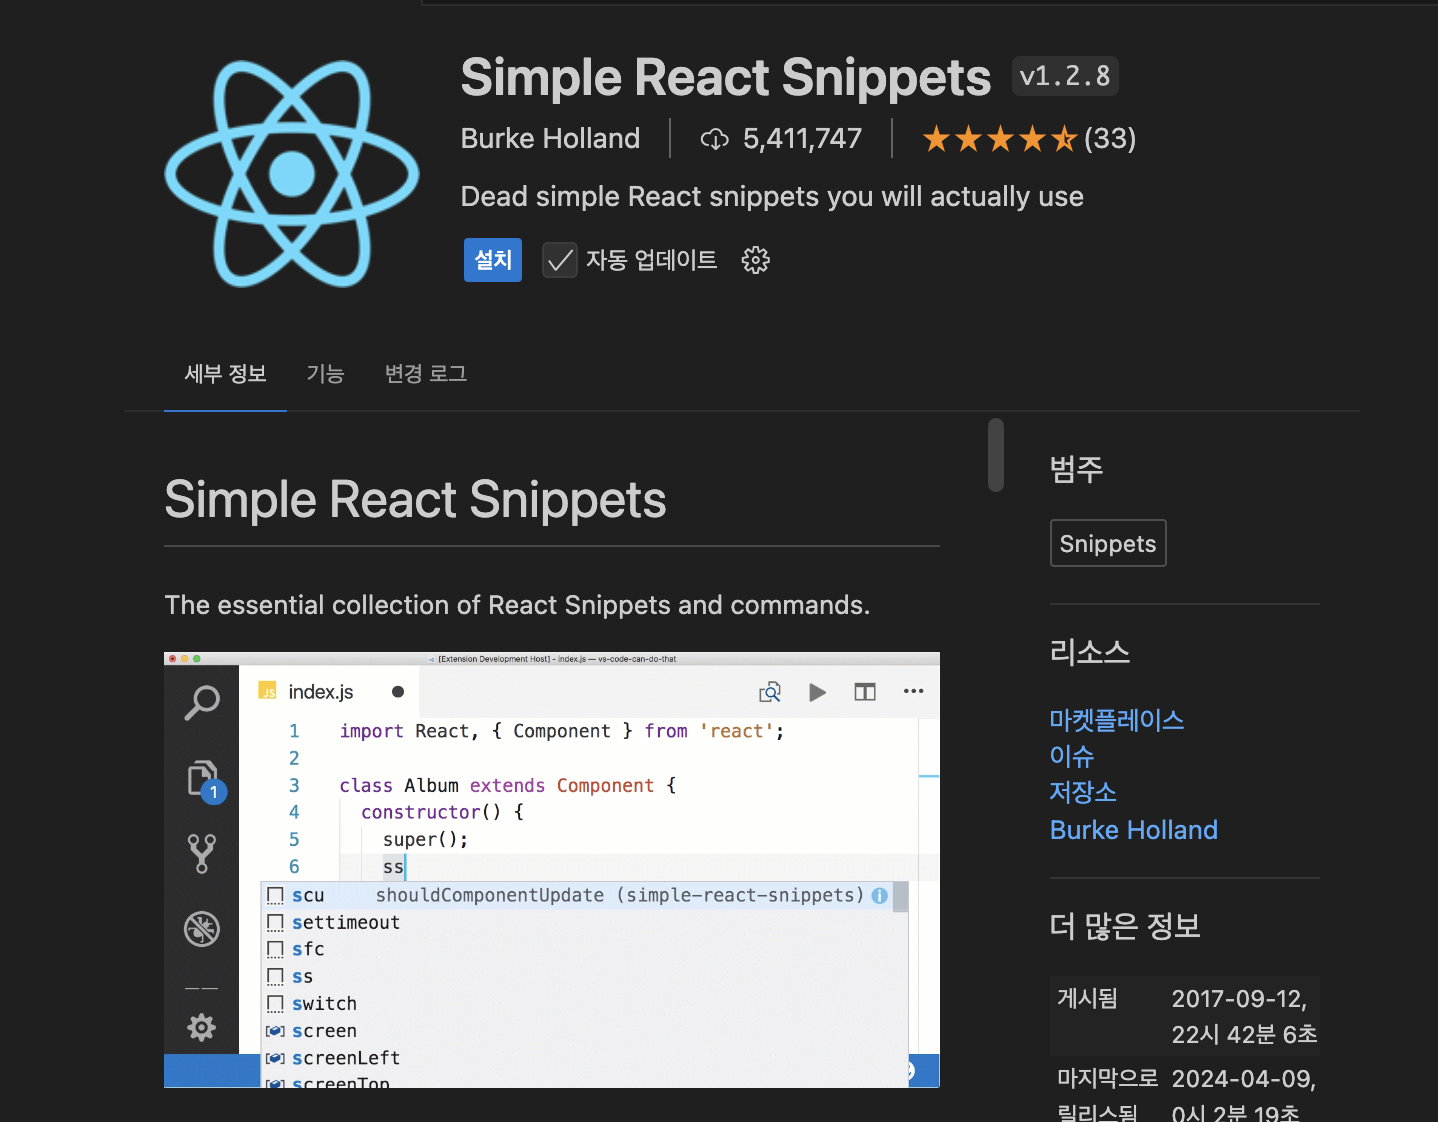 Simple React Snippets v1.2.8
Burke Holland 5,411,747 (33)
Dead simple React snippets you will actually use
설치 자동 업데이트
세부 정보 기능 변경 로그
Simple React Snippets
The essential collection of React Snippets and commands.
[Extension Development Host] - index.js — vs-code-can-do-that
JS index.js
1 import React, { Component } from 'react';
2
3 class Album extends Component {
4 constructor() {
5 super();
6 ss
1
scu shouldComponentUpdate (simple-react-snippets)
settimeout
sfc
ss
switch
screen
screenLeft
screenTop
범주
Snippets
리소스
마켓플레이스
이슈
저장소
Burke Holland
더 많은 정보
게시됨 2017-09-12,
22시 42분 6초
마지막으로 2024-04-09,
릴리스됨 0시 2분 19초